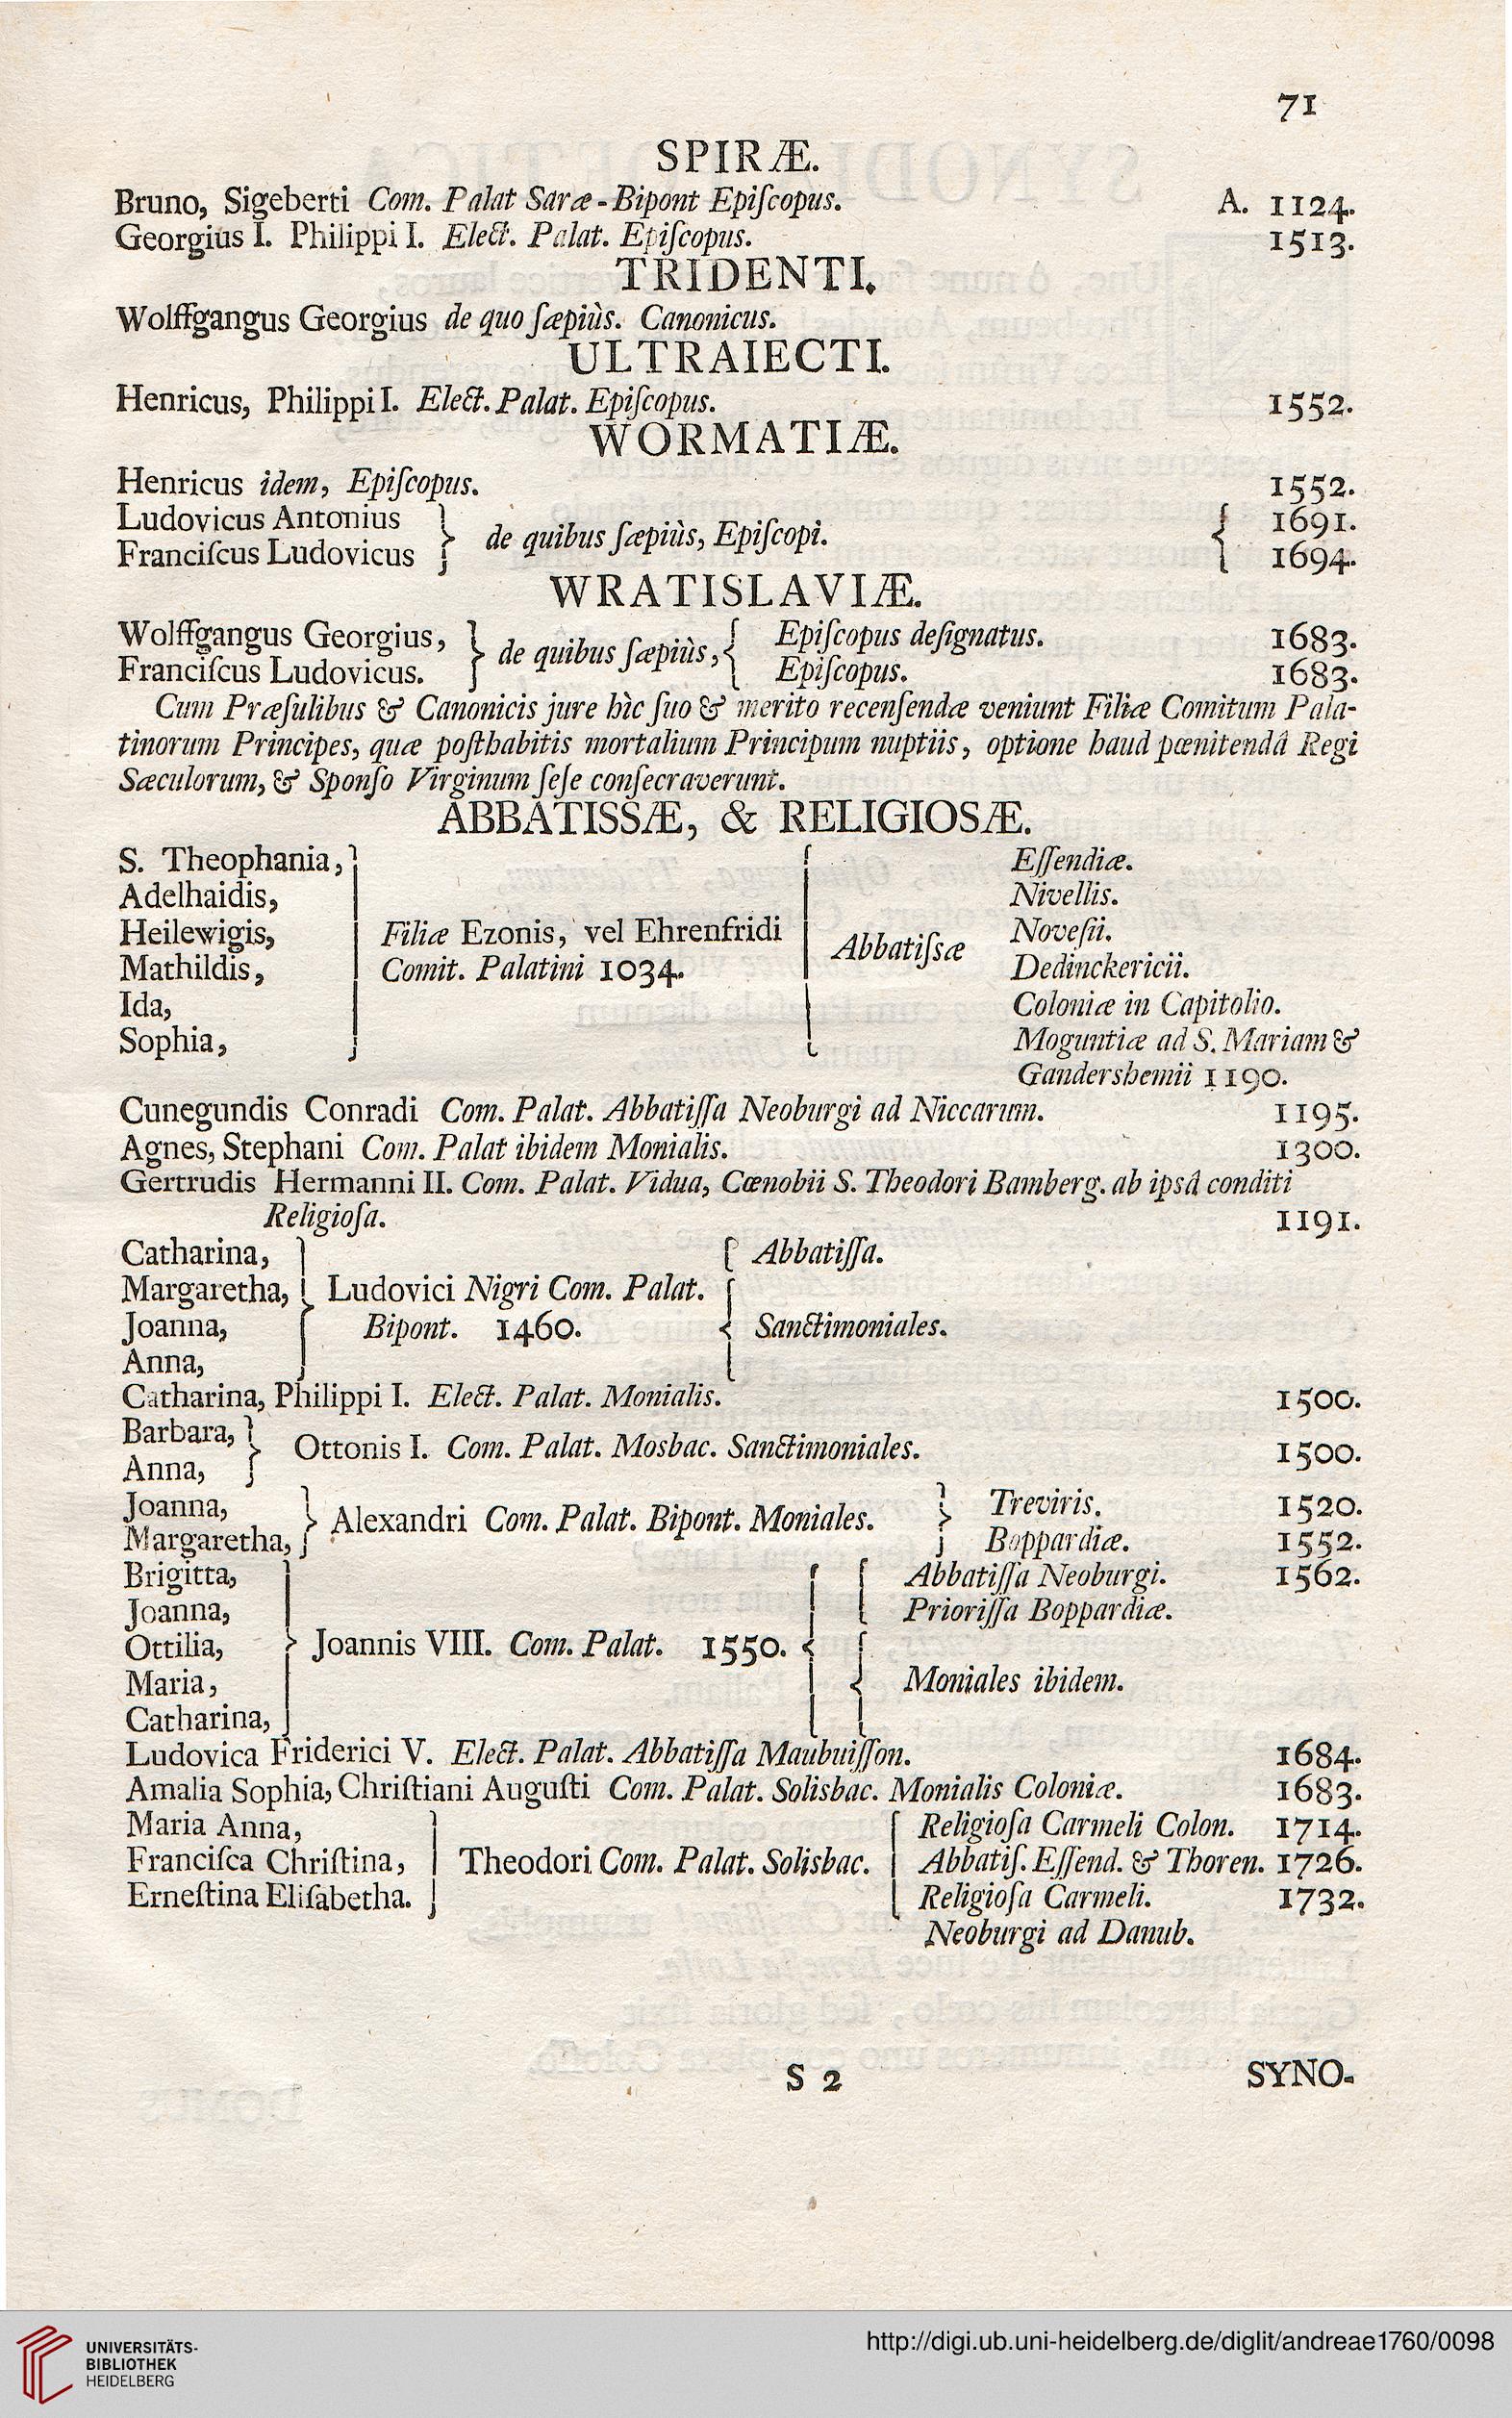 71
SPIRÆ.
Bruno, Sigeberti Com. Palat Saræ-Bipont Epiſcopus. A. 1124.
Georgius I. Philippi I. Elect. Palat. Epiſcopus. 1513.
TRIDENTI.
Wolffgangus Georgius de quo ſæpiùs. Canonicus.
ULTRAIECTI.
Henricus, Philippi I. Elect. Palat. Epiſcopus. 1552.
WORMATIÆ.
Henricus idem, Epiſcopus. 1552.
Ludovicus Antonius } de quibus ſæpiùs, Epiſcopi. { 1691.
Franciſcus Ludovicus 1694.
WRATISLAVIÆ.
Wolffgangus Georgius, } de quibus ſæpiùs, { Epiſcopus deſignatus. 1683.
Franciſcus Ludovicus. Epiſcopus. 1683.
Cum Præſulibus & Canonicis jure hìc ſuo & merito recenſendæ veniunt Filiæ Comitum Pala-
tinorum Principes, quæ poſthabitis mortalium Principum nuptiis, optione haud pœnitendâ Regi
Sæculorum, & Sponſo Virginum ſeſe conſecraverunt.
ABBATISSÆ, & RELIGIOSÆ.
S. Theophania, Eſſendiæ.
Adelhaidis, Nivellis.
Heilewigis, Filiæ Ezonis, vel Ehrenfridi Abbatiſsæ Noveſii.
Mathildis, Comit. Palatini 1034. Dedinckericii.
Ida, Coloniæ in Capitolio.
Sophia, Moguntiæ ad S. Mariam &
Gandershemii 1190.
Cunegundis Conradi Com. Palat. Abbatiſſa Neoburgi ad Niccarum. 1195.
Agnes, Stephani Com. Palat ibidem Monialis. 1300.
Gertrudis Hermanni II. Com. Palat. Vidua, Cœnobii S. Theodori Bamberg. ab ipsâ conditi
Religioſa. 1191.
Catharina, { Abbatiſſa.
Margaretha, Ludovici Nigri Com. Palat.
Joanna, Bipont. 1460. { Sanctimoniales.
Anna,
Catharina, Philippi I. Elect. Palat. Monialis. 1500.
Barbara, } Ottonis I. Com. Palat. Mosbac. Sanctimoniales. 1500.
Anna,
Joanna, } Alexandri Com. Palat. Bipont. Moniales. } Treviris. 1520.
Margaretha, Boppardiæ. 1552.
Brigitta, Abbatiſſa Neoburgi. 1562.
Joanna, Prioriſſa Boppardiæ.
Ottilia, } Joannis VIII. Com. Palat. 1550. {
Maria, { Moniales ibidem.
Catharina,
Ludovica Friderici V. Elect. Palat. Abbatiſſa Maubuiſſon. 1684.
Amalia Sophia, Chriſtiani Auguſti Com. Palat. Solisbac. Monialis Coloniæ. 1683.
Maria Anna, Religioſa Carmeli Colon. 1714.
Franciſca Chriſtina, Theodori Com. Palat. Solisbac. Abbatiſ. Eſſend. & Thoren. 1726.
Erneſtina Eliſabetha. Religioſa Carmeli. 1732.
Neoburgi ad Danub.
S 2 SYNO-
UNIVERSITÄTS-
BIBLIOTHEK
HEIDELBERG
http://digi.ub.uni-heidelberg.de/diglit/andreae1760/0098